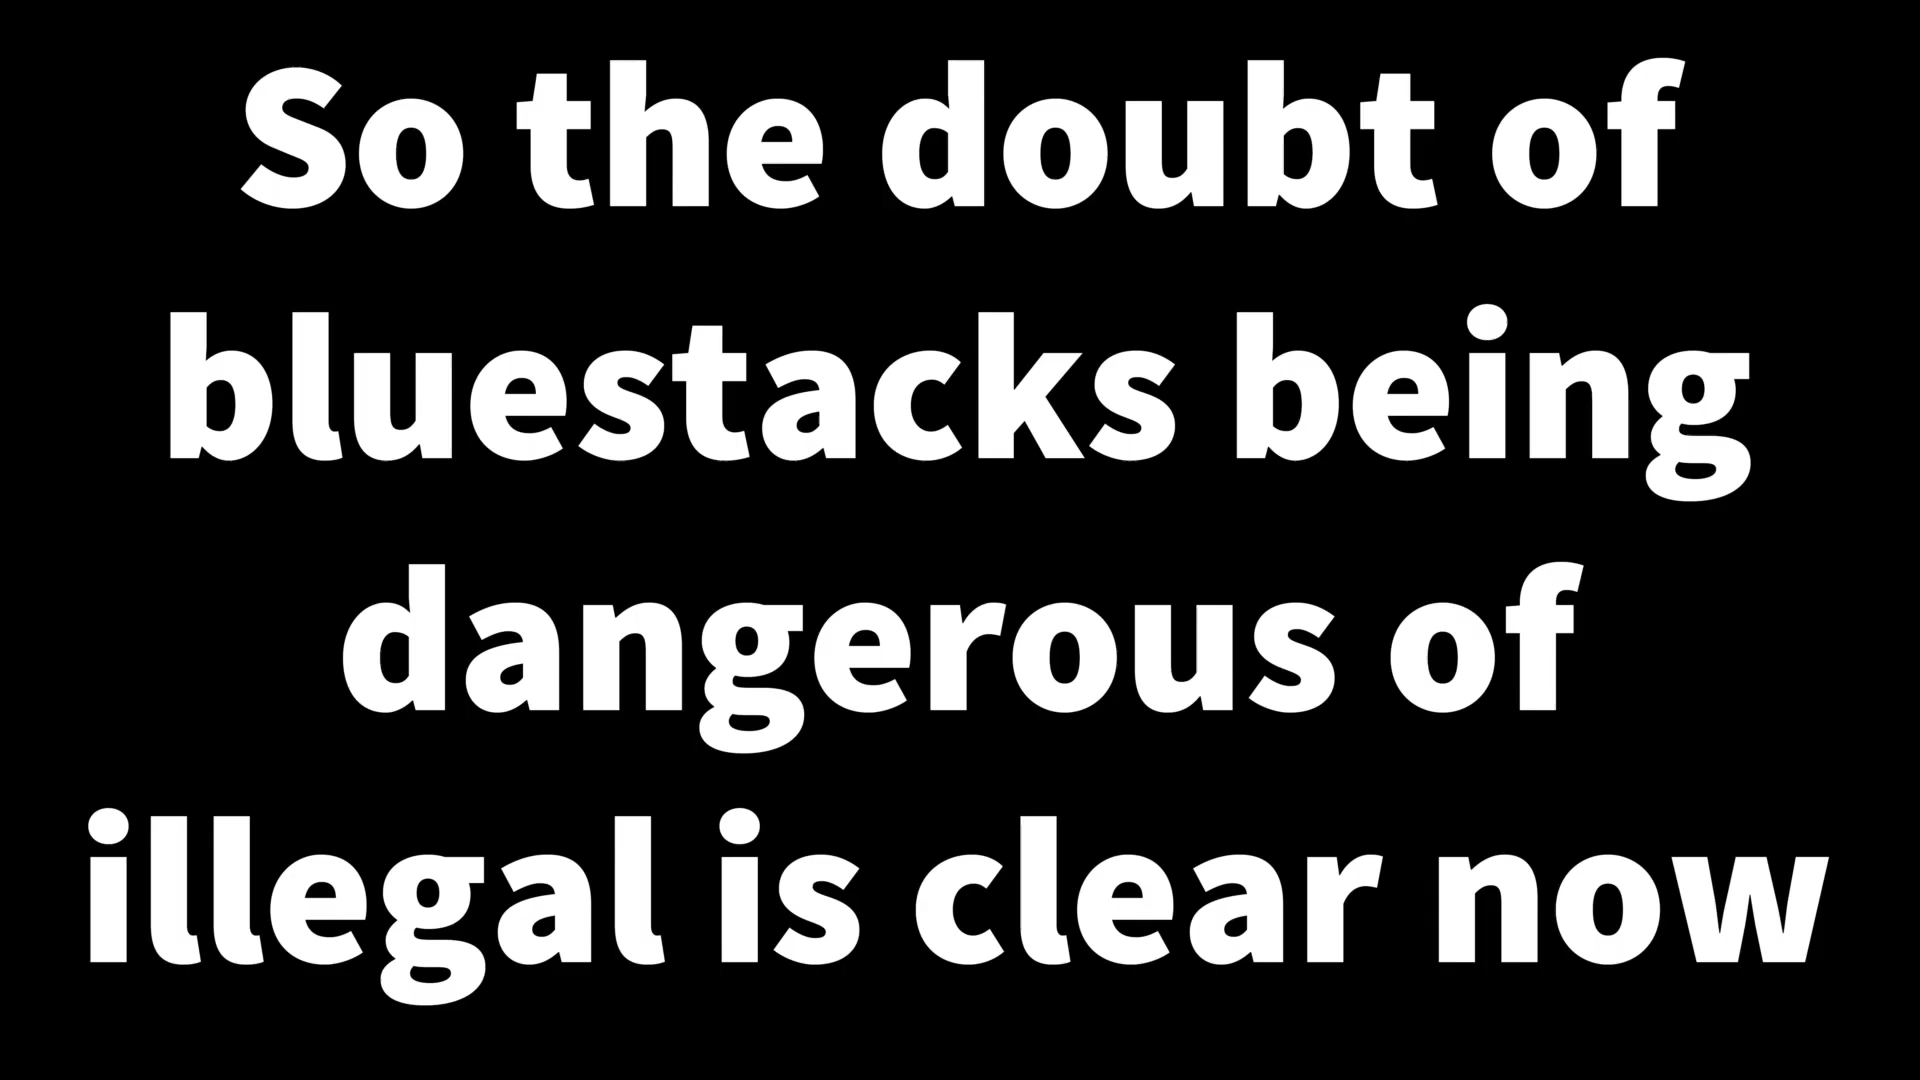 So the doubt of
bluestacks being
dangerous of
illegal is clear now